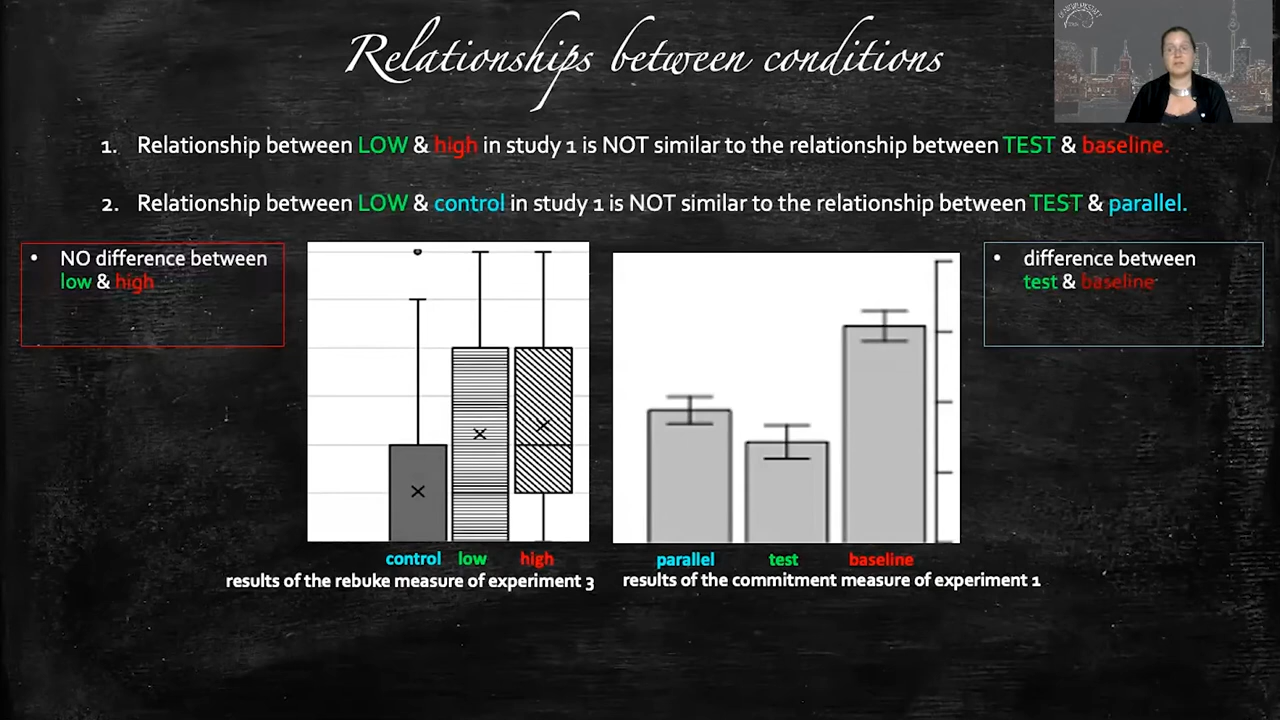 Relationships between conditions
1. Relationship between LOW & high in study 1 is NOT similar to the relationship between TEST & baseline.
2. Relationship between LOW & control in study 1 is NOT similar to the relationship between TEST & parallel.
• NO difference between
low & high
• difference between
test & baseline
control low high
results of the rebuke measure of experiment 3
parallel test baseline
results of the commitment measure of experiment 1